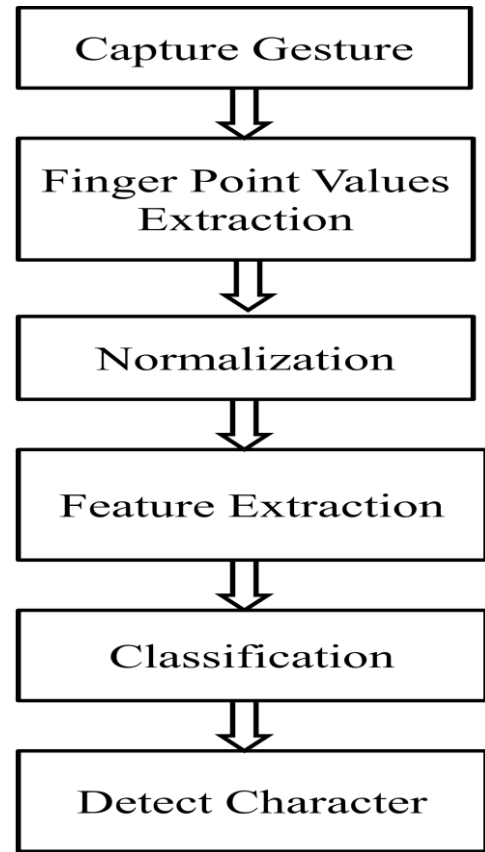 Capture Gesture
Finger Point Values
Extraction
Normalization
Feature Extraction
Classification
Detect Character